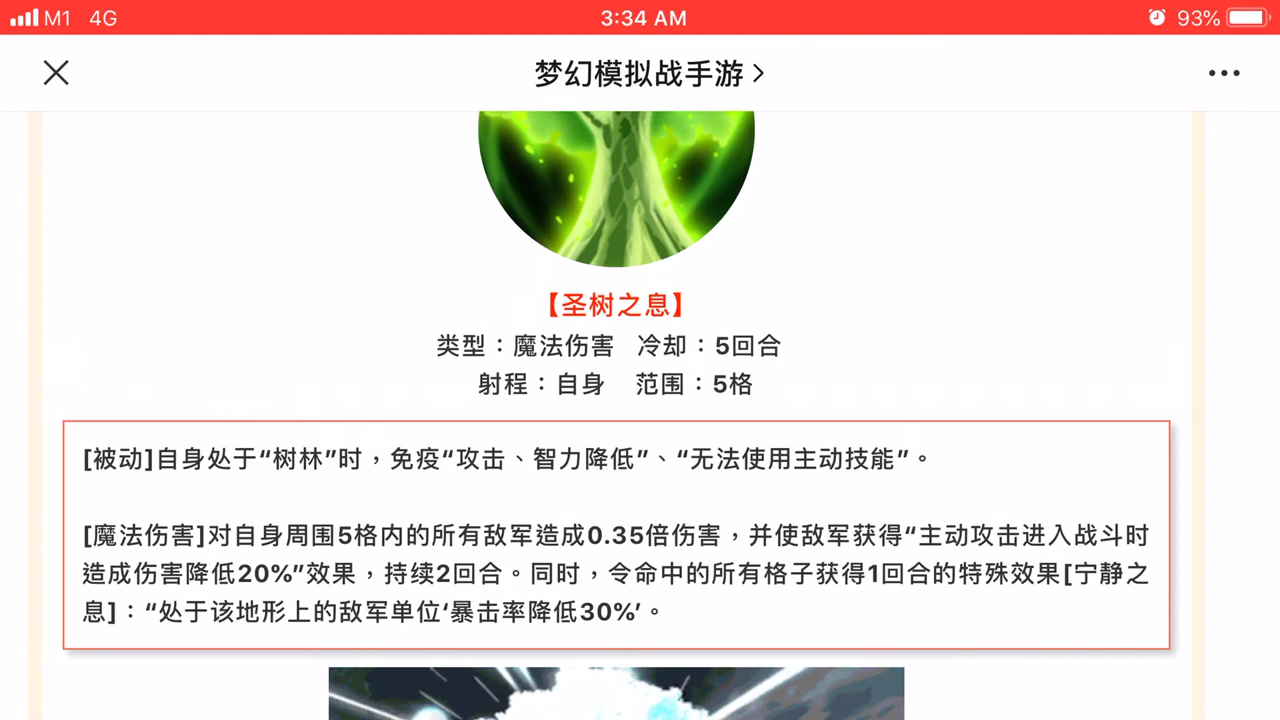 M1 4G 3:34 AM 93%
梦幻模拟战手游
【圣树之息】
类型：魔法伤害 冷却：5回合
射程：自身 范围：5格
[被动]自身处于“树林”时，免疫“攻击、智力降低”、“无法使用主动技能”。
[魔法伤害]对自身周围5格内的所有敌军造成0.35倍伤害，并使敌军获得“主动攻击进入战斗时
造成伤害降低20%”效果，持续2回合。同时，令命中的所有格子获得1回合的特殊效果[宁静之
息]：“处于该地形上的敌军单位‘暴击率降低30%’。